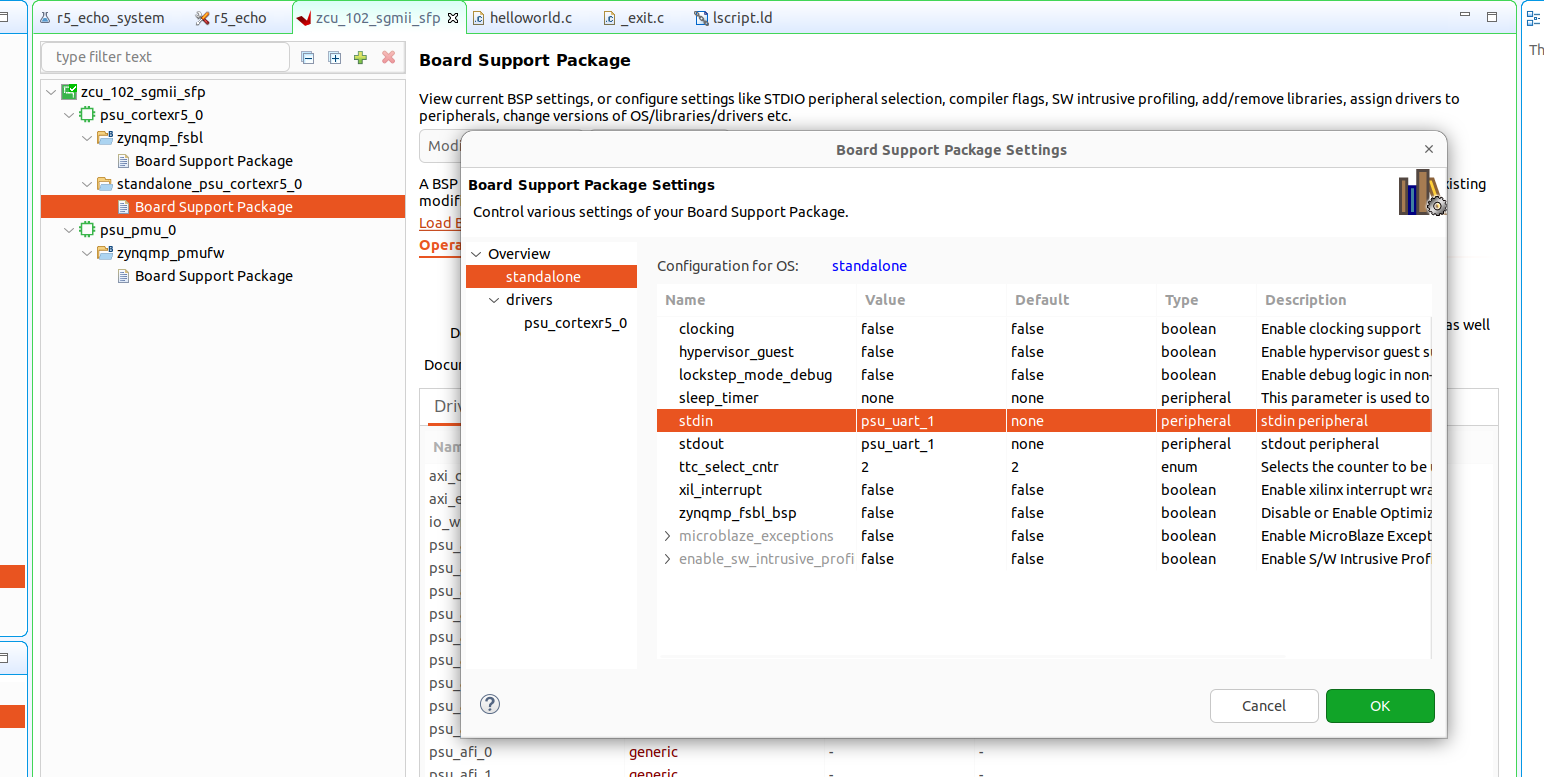 r5_echo_system
r5_echo
zcu_102_sgmii_sfp
helloworld.c
_exit.c
lscript.ld
Th
type filter text
zcu_102_sgmii_sfp
psu_cortexr5_0
zynqmp_fsbl
Board Support Package
standalone_psu_cortexr5_0
Board Support Package
psu_pmu_0
zynqmp_pmufw
Board Support Package
Board Support Package
View current BSP settings, or configure settings like STDIO peripheral selection, compiler flags, SW intrusive profiling, add/remove libraries, assign drivers to
peripherals, change versions of OS/libraries/drivers etc.
Modi
A BSP
isting
modif
Load B
Opera
D
as well
Docu
Driv
Nam
axi_c
axi_e
io_w
psu_
psu_
psu_
psu_
psu_
psu_
psu_
psu_
psu_
psu_afi_0 generic - -
psu_afi_1 generic - -
Board Support Package Settings
Board Support Package Settings
Control various settings of your Board Support Package.
Overview
standalone
drivers
psu_cortexr5_0
Configuration for OS: standalone
Name Value Default Type Description
clocking false false boolean Enable clocking support
hypervisor_guest false false boolean Enable hypervisor guest su
lockstep_mode_debug false false boolean Enable debug logic in non-
sleep_timer none none peripheral This parameter is used to
stdin psu_uart_1 none peripheral stdin peripheral
stdout psu_uart_1 none peripheral stdout peripheral
ttc_select_cntr 2 2 enum Selects the counter to be
xil_interrupt false false boolean Enable xilinx interrupt wra
zynqmp_fsbl_bsp false false boolean Disable or Enable Optimiz
microblaze_exceptions false false boolean Enable MicroBlaze Except
enable_sw_intrusive_profi false false boolean Enable S/W Intrusive Prof
Cancel
OK